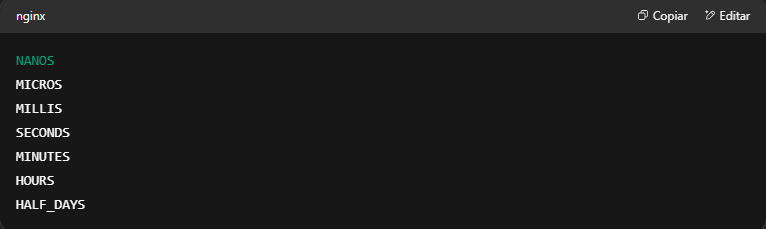 nginx Copiar Editar
NANOS
MICROS
MILLIS
SECONDS
MINUTES
HOURS
HALF_DAYS